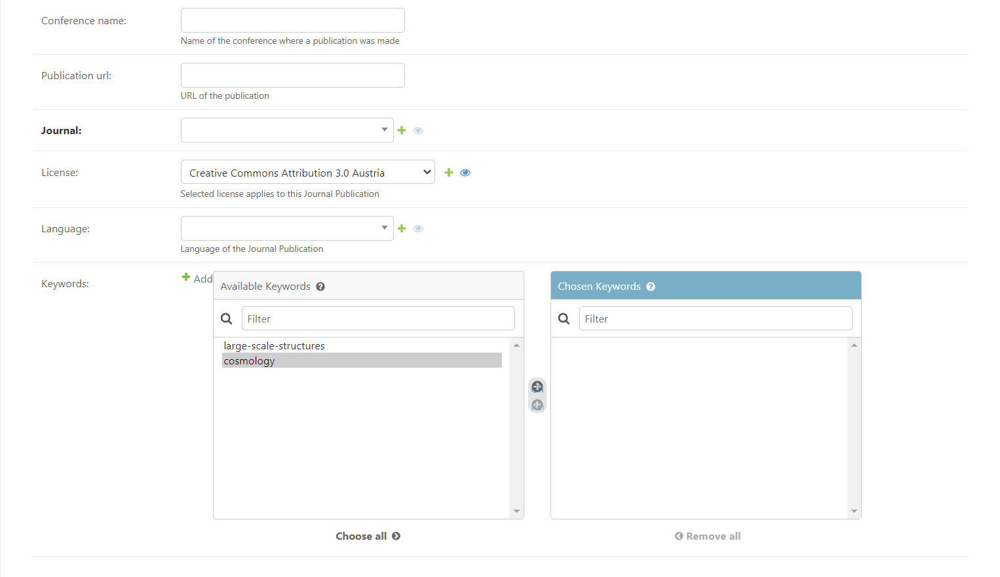 Conference name:
Name of the conference where a publication was made
Publication url:
URL of the publication
Journal:
License:
Creative Commons Attribution 3.0 Austria
Selected license applies to this Journal Publication
Language:
Language of the Journal Publication
Keywords:
Add
Available Keywords
Chosen Keywords
Filter
Filter
large-scale-structures
cosmology
Choose all
Remove all